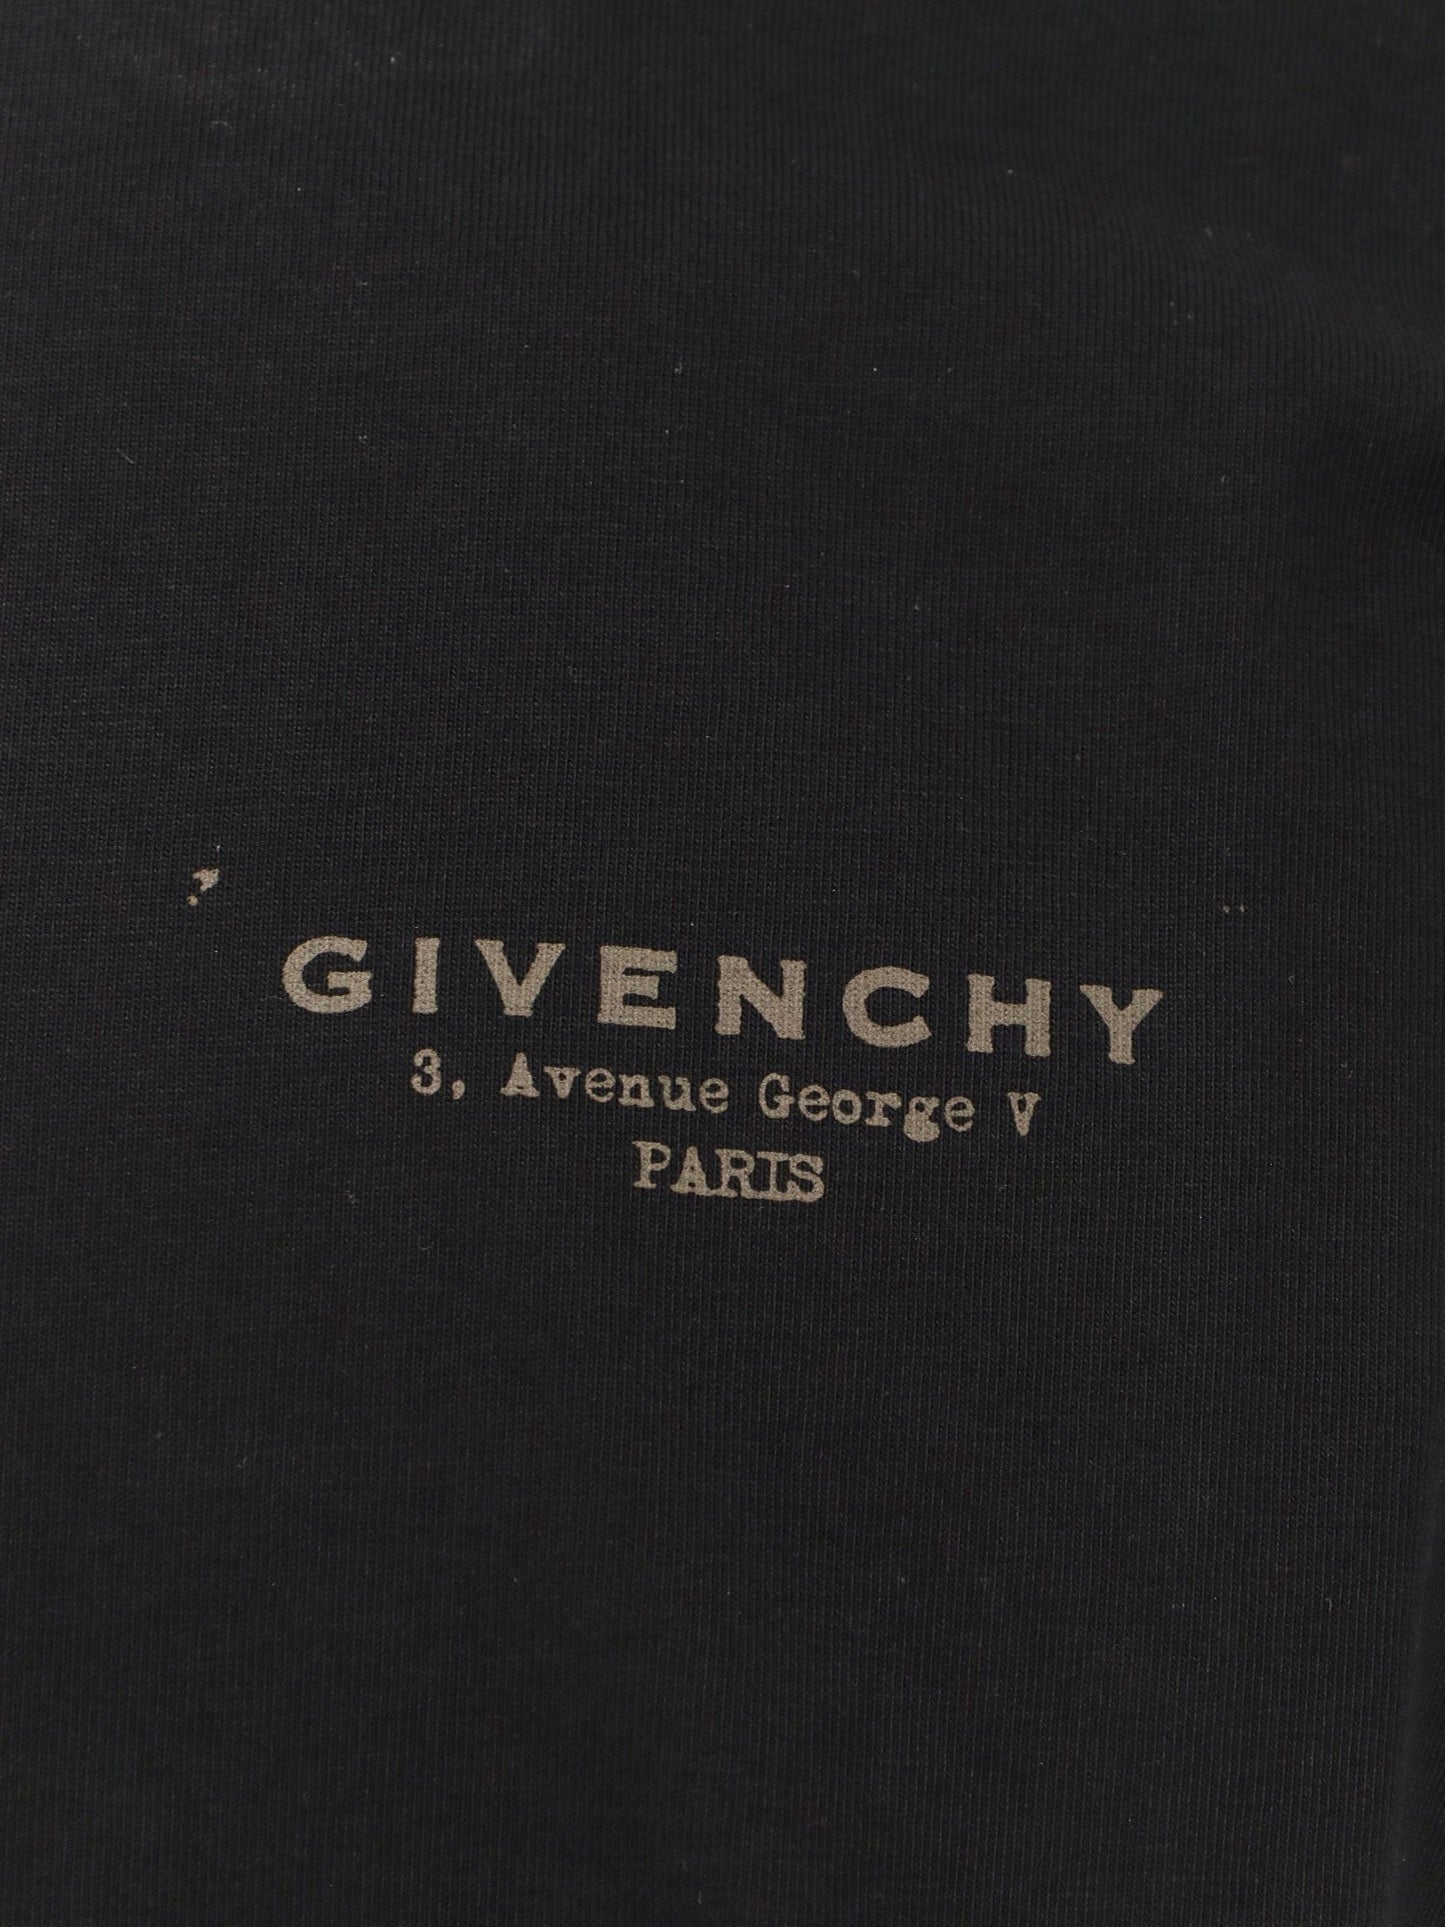 GIVENCHY
3, Avenue George V
PARIS